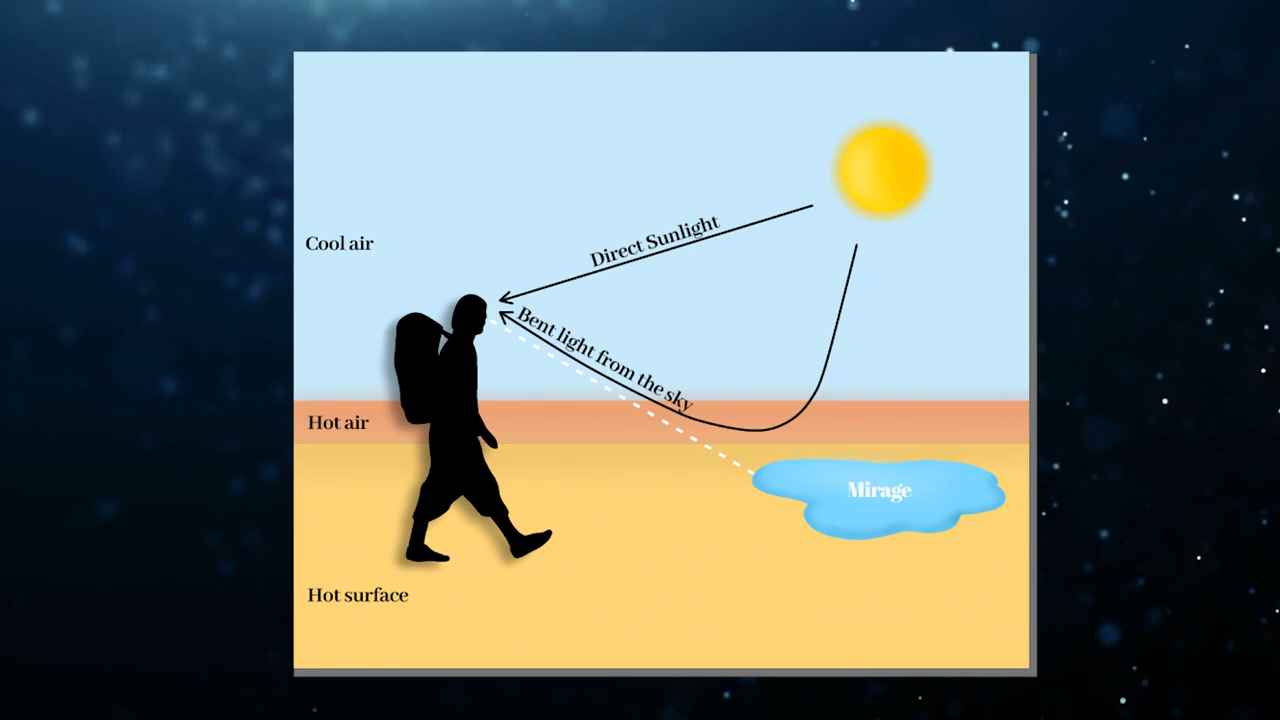 Direct Sunlight
Cool air
Bent light from the sky
Hot air
Mirage
Hot surface